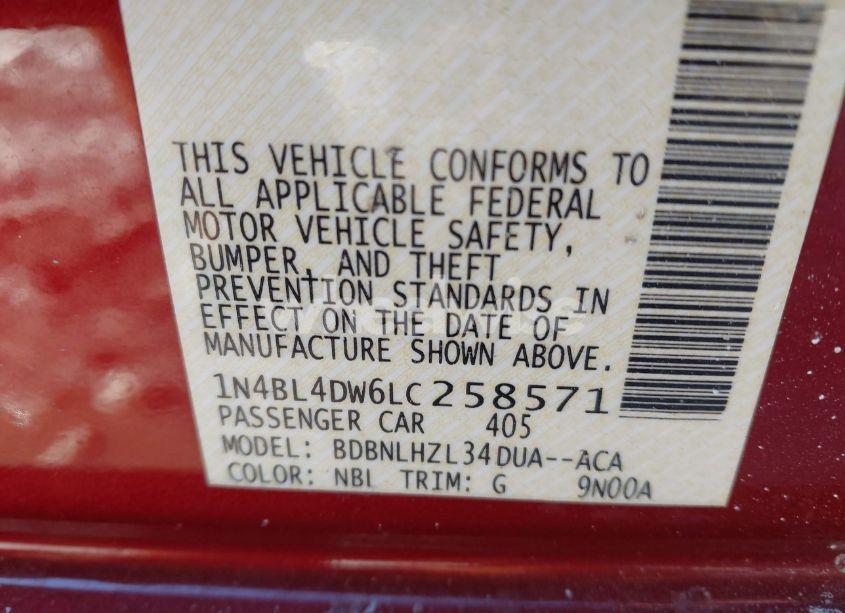 THIS VEHICLE CONFORMS TO
ALL APPLICABLE FEDERAL
MOTOR VEHICLE SAFETY,
BUMPER, AND THEFT
PREVENTION STANDARDS IN
EFFECT ON THE DATE OF
MANUFACTURE SHOWN ABOVE.
1N4BL4DW6LC258571
PASSENGER CAR 405
MODEL: BDBNLHZL34DUA--ACA
COLOR: NBL TRIM: G 9N00A